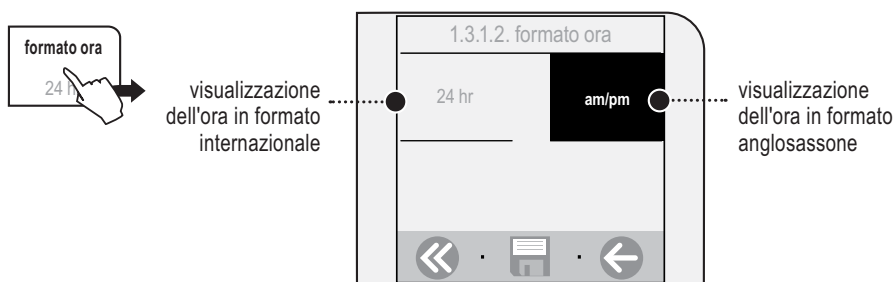 formato ora
24 h
visualizzazione
dell'ora in formato
internazionale
1.3.1.2. formato ora
24 hr
am/pm
visualizzazione
dell'ora in formato
anglosassone